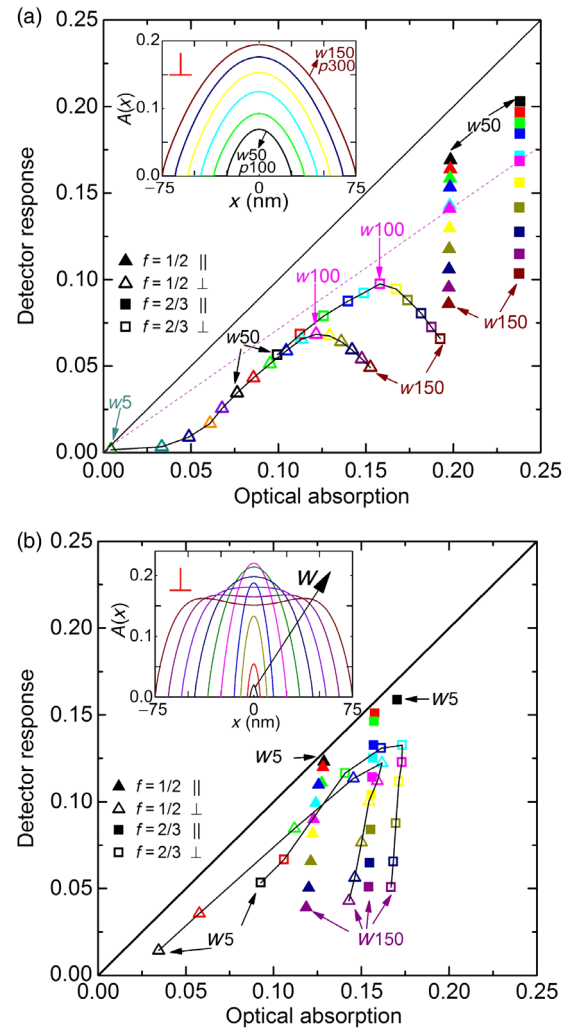 (a)
0.25
0.20
0.15
0.10
0.05
0.00
Detector response
0.00 0.05 0.10 0.15 0.20 0.25
Optical absorption
0.2
0.1
0.0
A(x)
-75 0 75
x (nm)
⊥
w150
p300
w50
p100
f = 1/2 ||
f = 1/2 ⊥
f = 2/3 ||
f = 2/3 ⊥
w5
w50
w100
w100
w150
w50
w150
(b)
0.25
0.20
0.15
0.10
0.05
0.00
Detector response
0.00 0.05 0.10 0.15 0.20 0.25
Optical absorption
0.2
0.1
0.0
A(x)
-75 0 75
x (nm)
⊥
W
f = 1/2 ||
f = 1/2 ⊥
f = 2/3 ||
f = 2/3 ⊥
W5
W5
W5
W150